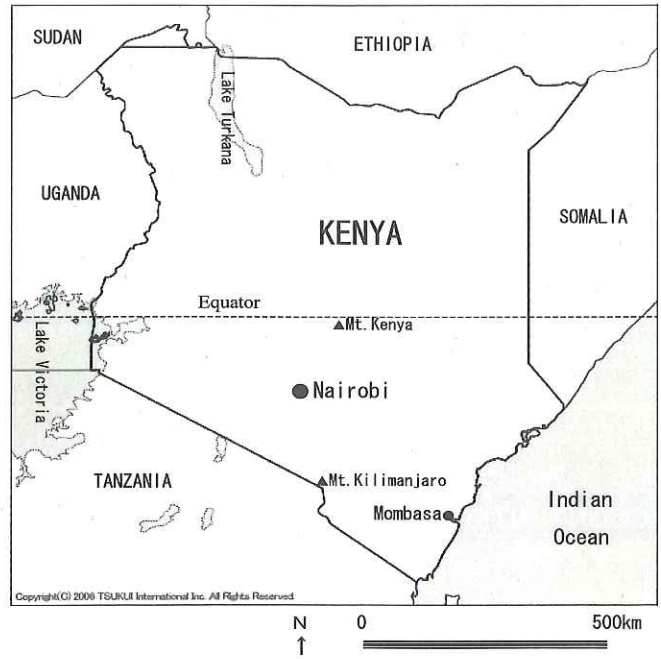 SUDAN
ETHIOPIA
Lake Turkana
UGANDA
KENYA
SOMALIA
Equator
Mt. Kenya
Lake Victoria
Nairobi
TANZANIA
Mt. Kilimanjaro
Mombasa
Indian
Ocean
Copyright(C) 2006 TSUKUI International Inc. All Rights Reserved
N
0
500km